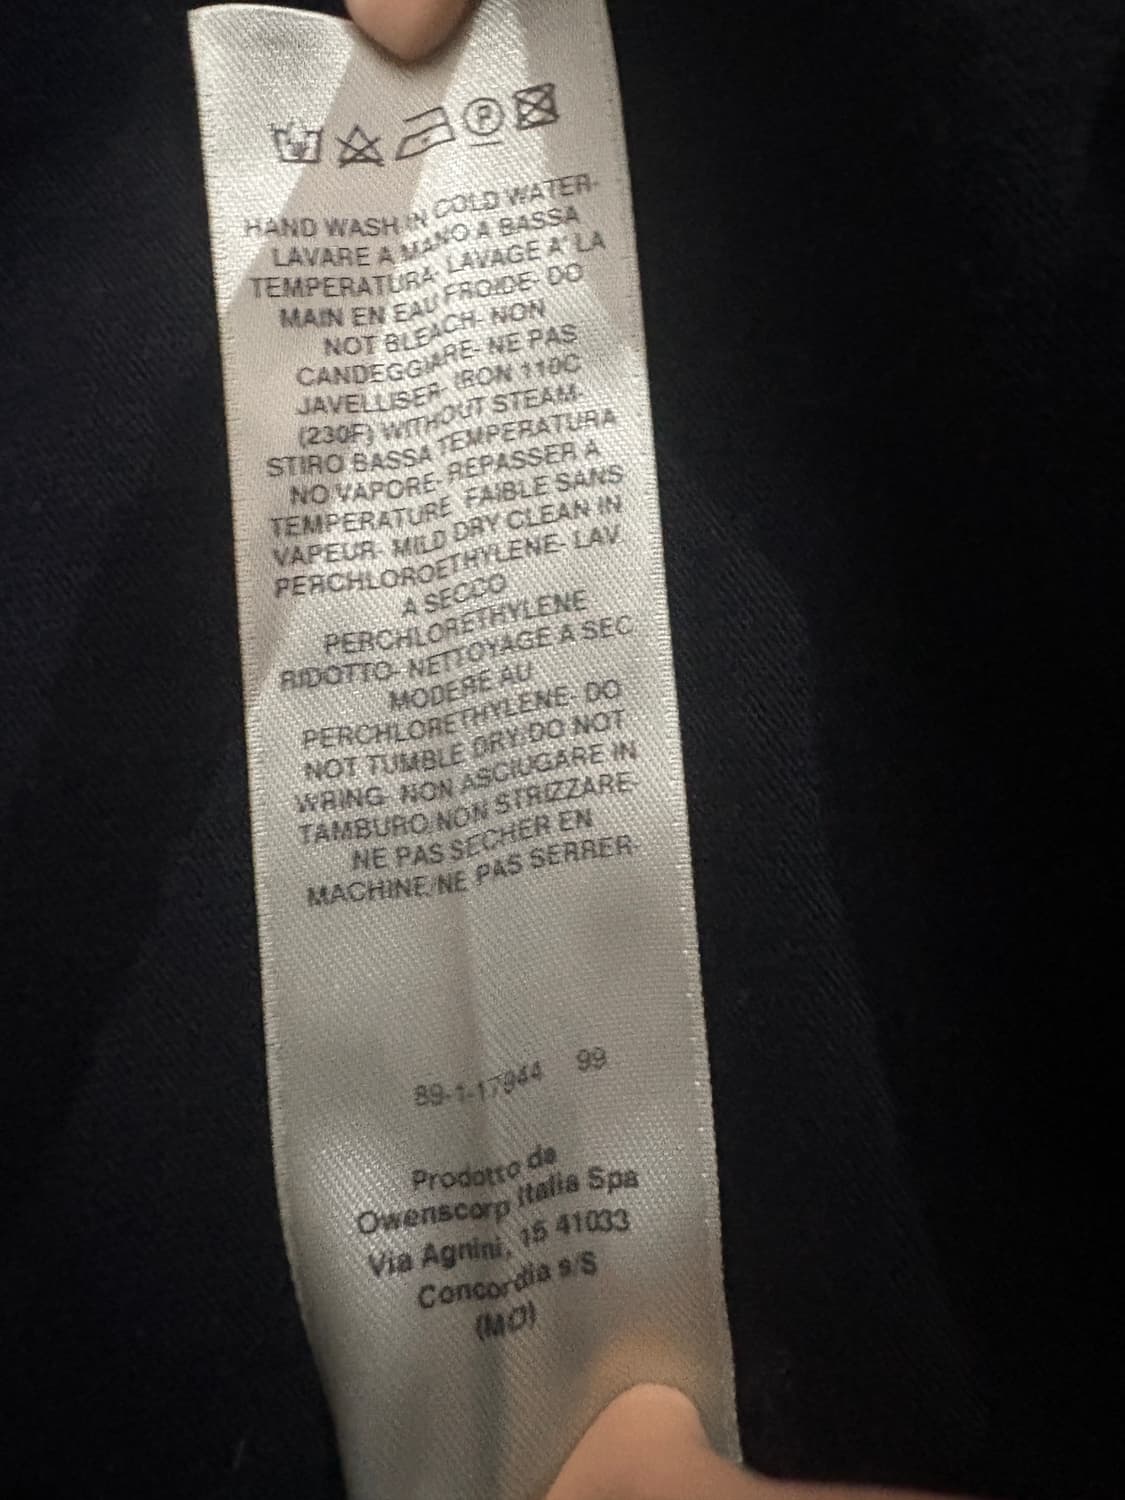 HAND WASH IN COLD WATER-
LAVARE A MANO A BASSA
TEMPERATURA- LAVAGE A' LA
MAIN EN EAU FROIDE- DO
NOT BLEACH- NON
CANDEGGIARE- NE PAS
JAVELLISER- IRON 110C
(230F) WITHOUT STEAM-
STIRO BASSA TEMPERATURA
NO VAPORE- REPASSER A
TEMPERATURE FAIBLE SANS
VAPEUR- MILD DRY CLEAN IN
PERCHLOROETHYLENE- LAV
A SECCO
PERCHLORETHYLENE
RIDOTTO- NETTOYAGE A SEC
MODERE AU
PERCHLORETHYLENE- DO
NOT TUMBLE DRY/DO NOT
WRING- NON ASCIUGARE IN
TAMBURO/NON STRIZZARE-
NE PAS SECHER EN
MACHINE/NE PAS SERRER-
89-1-17944 99
Prodotto da
Owenscorp Italia Spa
Via Agnini, 15 41033
Concordia s/S
(MO)